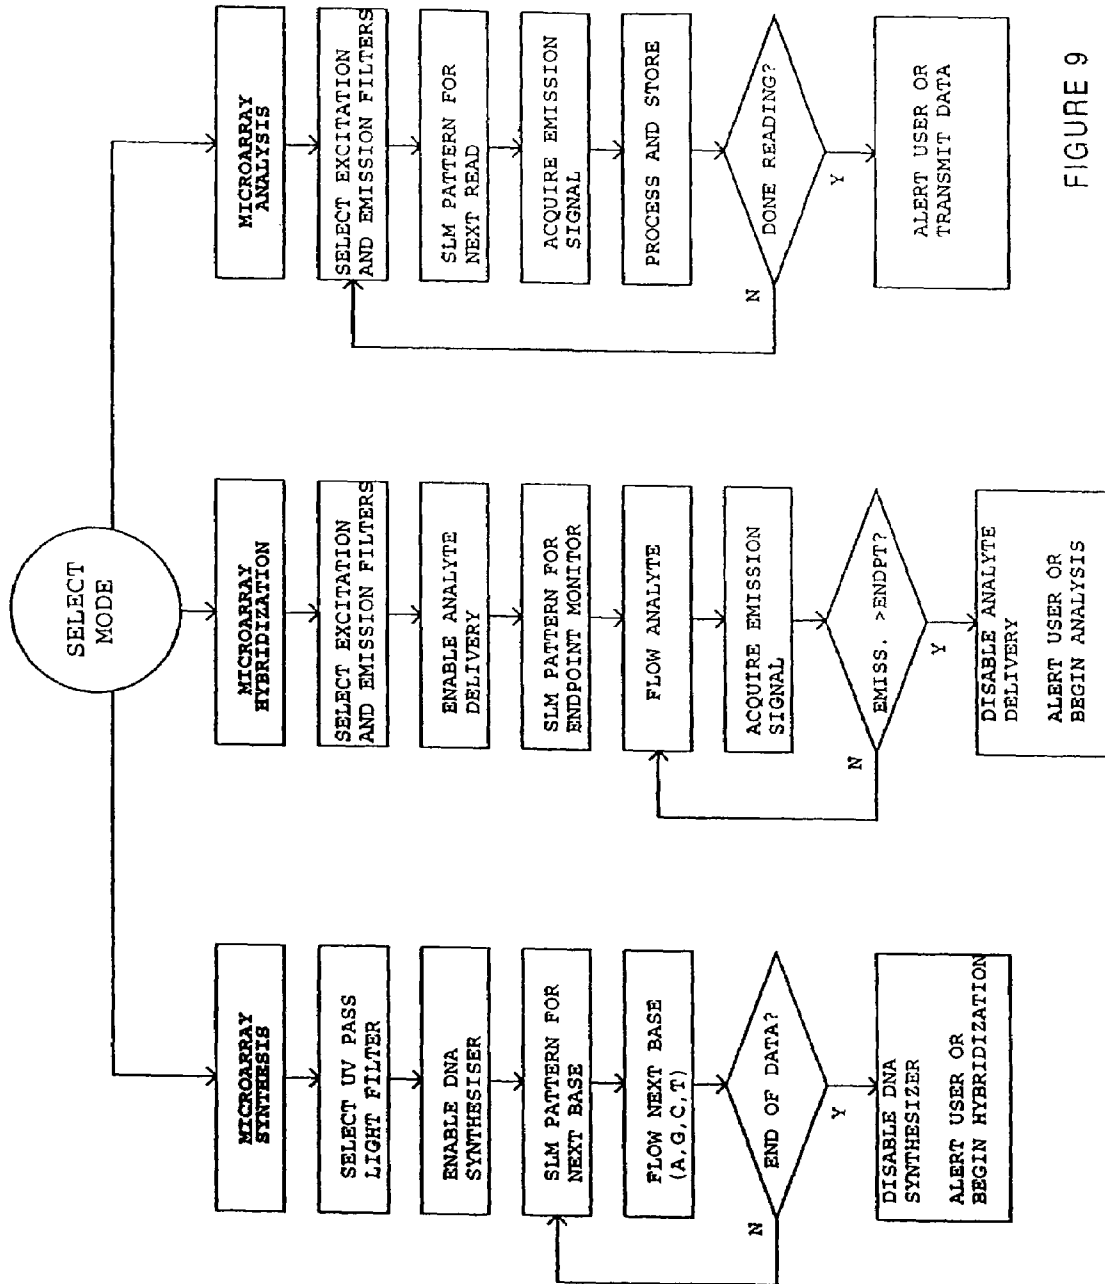 SELECT
MODE
MICROARRAY
SYNTHESIS
SELECT UV PASS
LIGHT FILTER
ENABLE DNA
SYNTHESISER
SLM PATTERN FOR
NEXT BASE
FLOW NEXT BASE
(A,G,C,T)
END OF DATA?
N
Y
DISABLE DNA
SYNTHESIZER
ALERT USER OR
BEGIN HYBRIDIZATION
MICROARRAY
HYBRIDIZATION
SELECT EXCITATION
AND EMISSION FILTERS
ENABLE ANALYTE
DELIVERY
SLM PATTERN FOR
ENDPOINT MONITOR
FLOW ANALYTE
ACQUIRE EMISSION
SIGNAL
EMISS. >ENDPT?
N
Y
DISABLE ANALYTE
DELIVERY
ALERT USER OR
BEGIN ANALYSIS
MICROARRAY
ANALYSIS
SELECT EXCITATION
AND EMISSION FILTERS
SLM PATTERN FOR
NEXT READ
ACQUIRE EMISSION
SIGNAL
PROCESS AND STORE
DONE READING?
N
Y
ALERT USER OR
TRANSMIT DATA
FIGURE 9